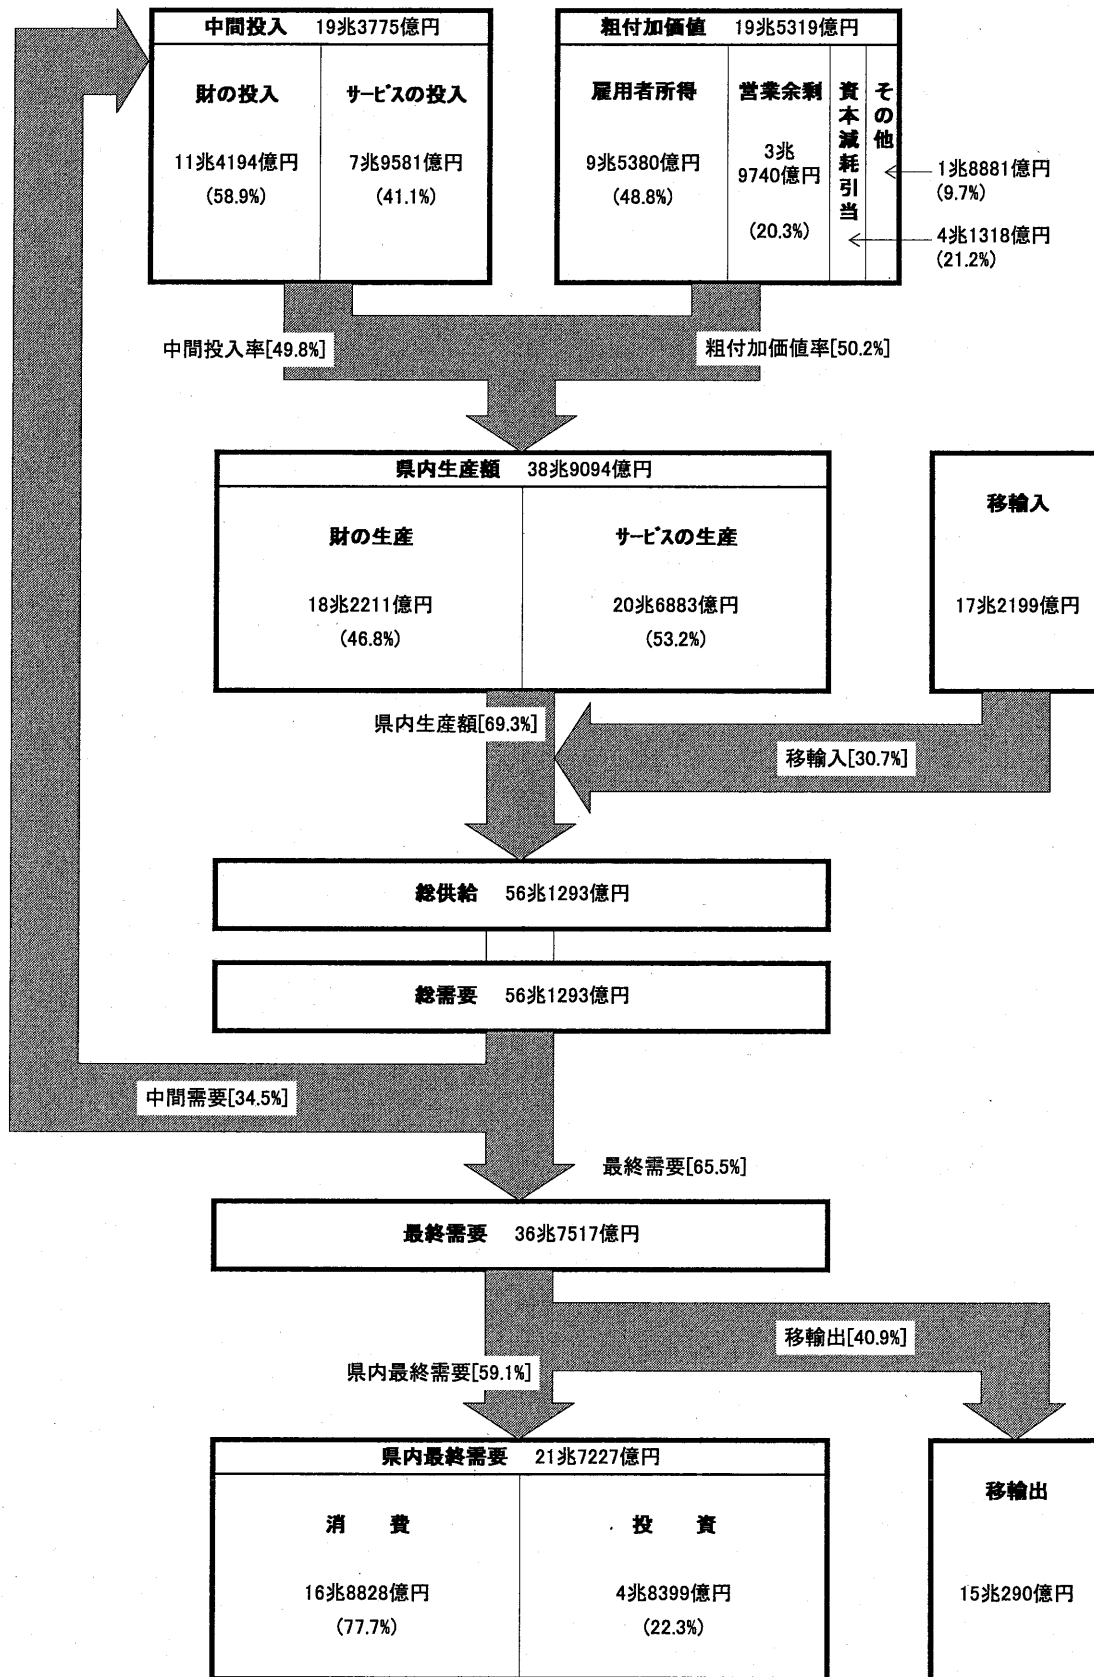 中間投入 19兆3775億円
財の投入
11兆4194億円
(58.9%)
サービスの投入
7兆9581億円
(41.1%)
粗付加価値 19兆5319億円
雇用者所得
9兆5380億円
(48.8%)
営業余剰
3兆
9740億円
(20.3%)
資本減耗引当
その他
1兆8881億円
(9.7%)
4兆1318億円
(21.2%)
中間投入率[49.8%]
粗付加価値率[50.2%]
県内生産額 38兆9094億円
財の生産
18兆2211億円
(46.8%)
サービスの生産
20兆6883億円
(53.2%)
移輸入
17兆2199億円
県内生産額[69.3%]
移輸入[30.7%]
総供給 56兆1293億円
総需要 56兆1293億円
中間需要[34.5%]
最終需要[65.5%]
最終需要 36兆7517億円
移輸出[40.9%]
県内最終需要[59.1%]
県内最終需要 21兆7227億円
消 費
16兆8828億円
(77.7%)
投 資
4兆8399億円
(22.3%)
移輸出
15兆290億円